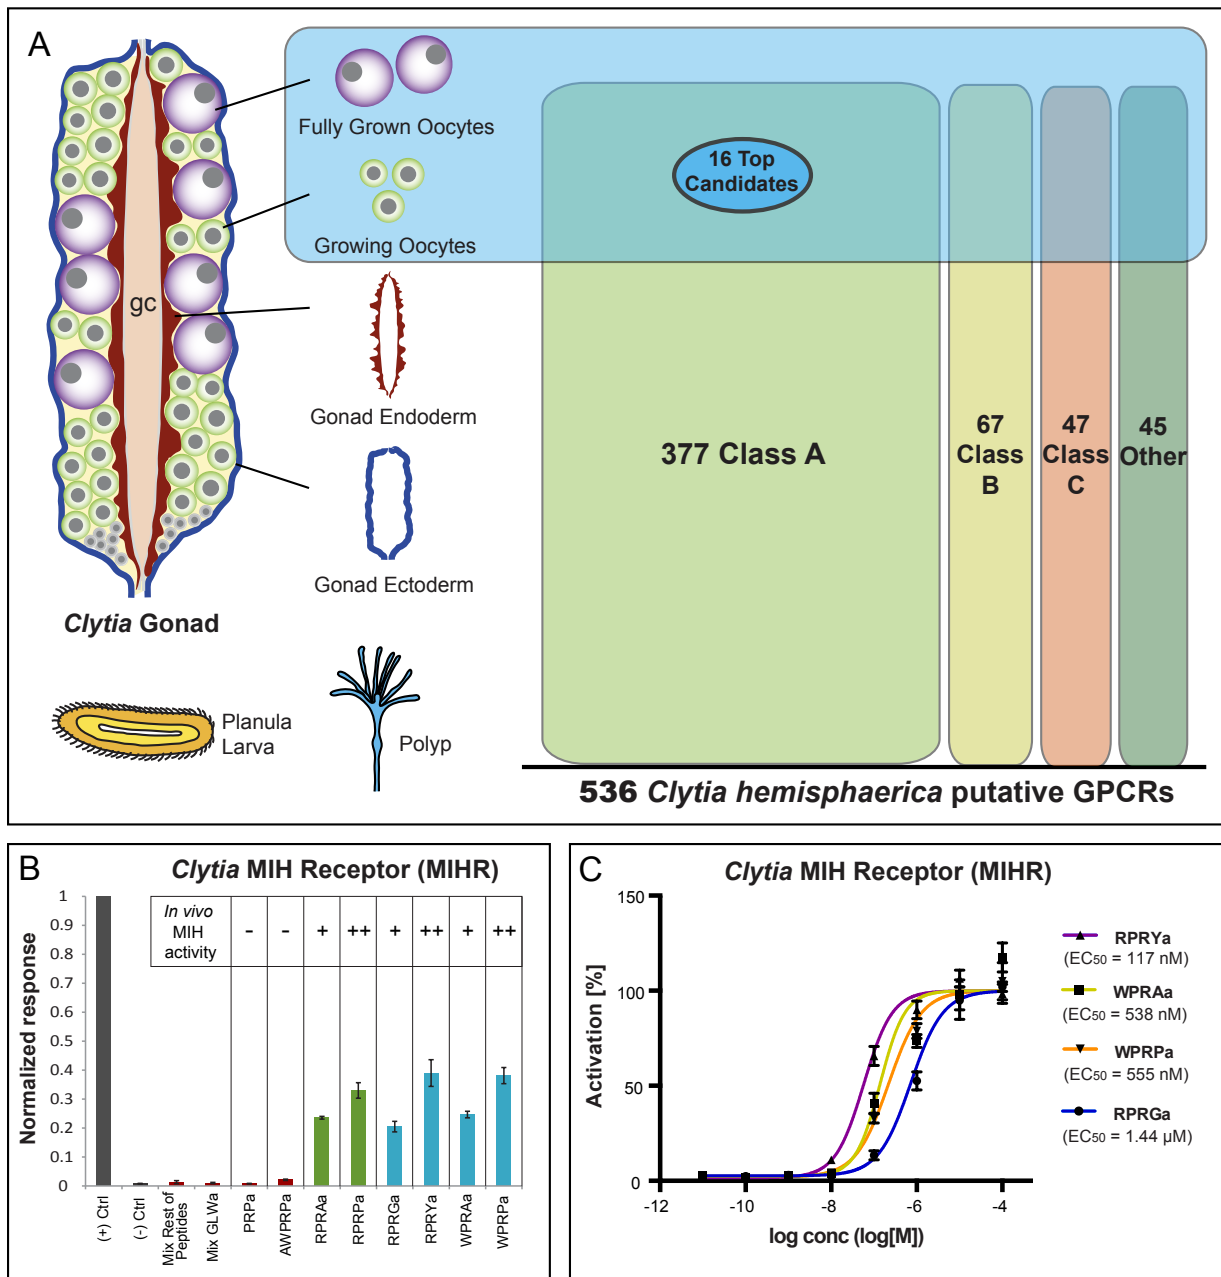 A
Fully Grown Oocytes
Growing Oocytes
gc
Gonad Endoderm
Gonad Ectoderm
Clytia Gonad
Planula
Larva
Polyp
16 Top
Candidates
377 Class A
67
Class
B
47
Class
C
45
Other
536 Clytia hemisphaerica putative GPCRs
B
Clytia MIH Receptor (MIHR)
Normalized response
1
0.9
0.8
0.7
0.6
0.5
0.4
0.3
0.2
0.1
0
In vivo
MIH
activity
- - + ++ + ++ + ++
(+) Ctrl
(-) Ctrl
Mix Rest of
Peptides
Mix GLWa
PRPa
AWPRPa
RPRAa
RPRPa
RPRGa
RPRYa
WPRAa
WPRPa
C
Clytia MIH Receptor (MIHR)
Activation [%]
150
100
50
0
-12 -10 -8 -6 -4
log conc (log[M])
RPRYa
(EC50 = 117 nM)
WPRAa
(EC50 = 538 nM)
WPRPa
(EC50 = 555 nM)
RPRGa
(EC50 = 1.44 µM)